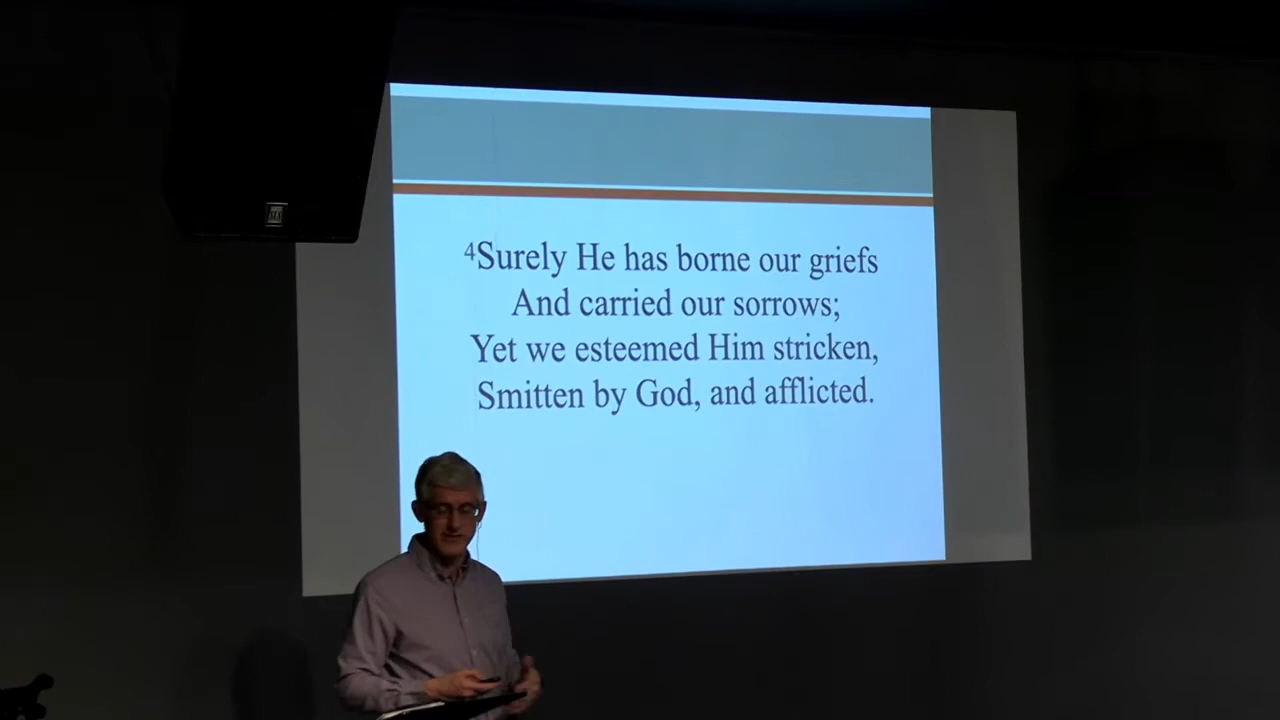 4Surely He has borne our griefs
And carried our sorrows;
Yet we esteemed Him stricken,
Smitten by God, and afflicted.